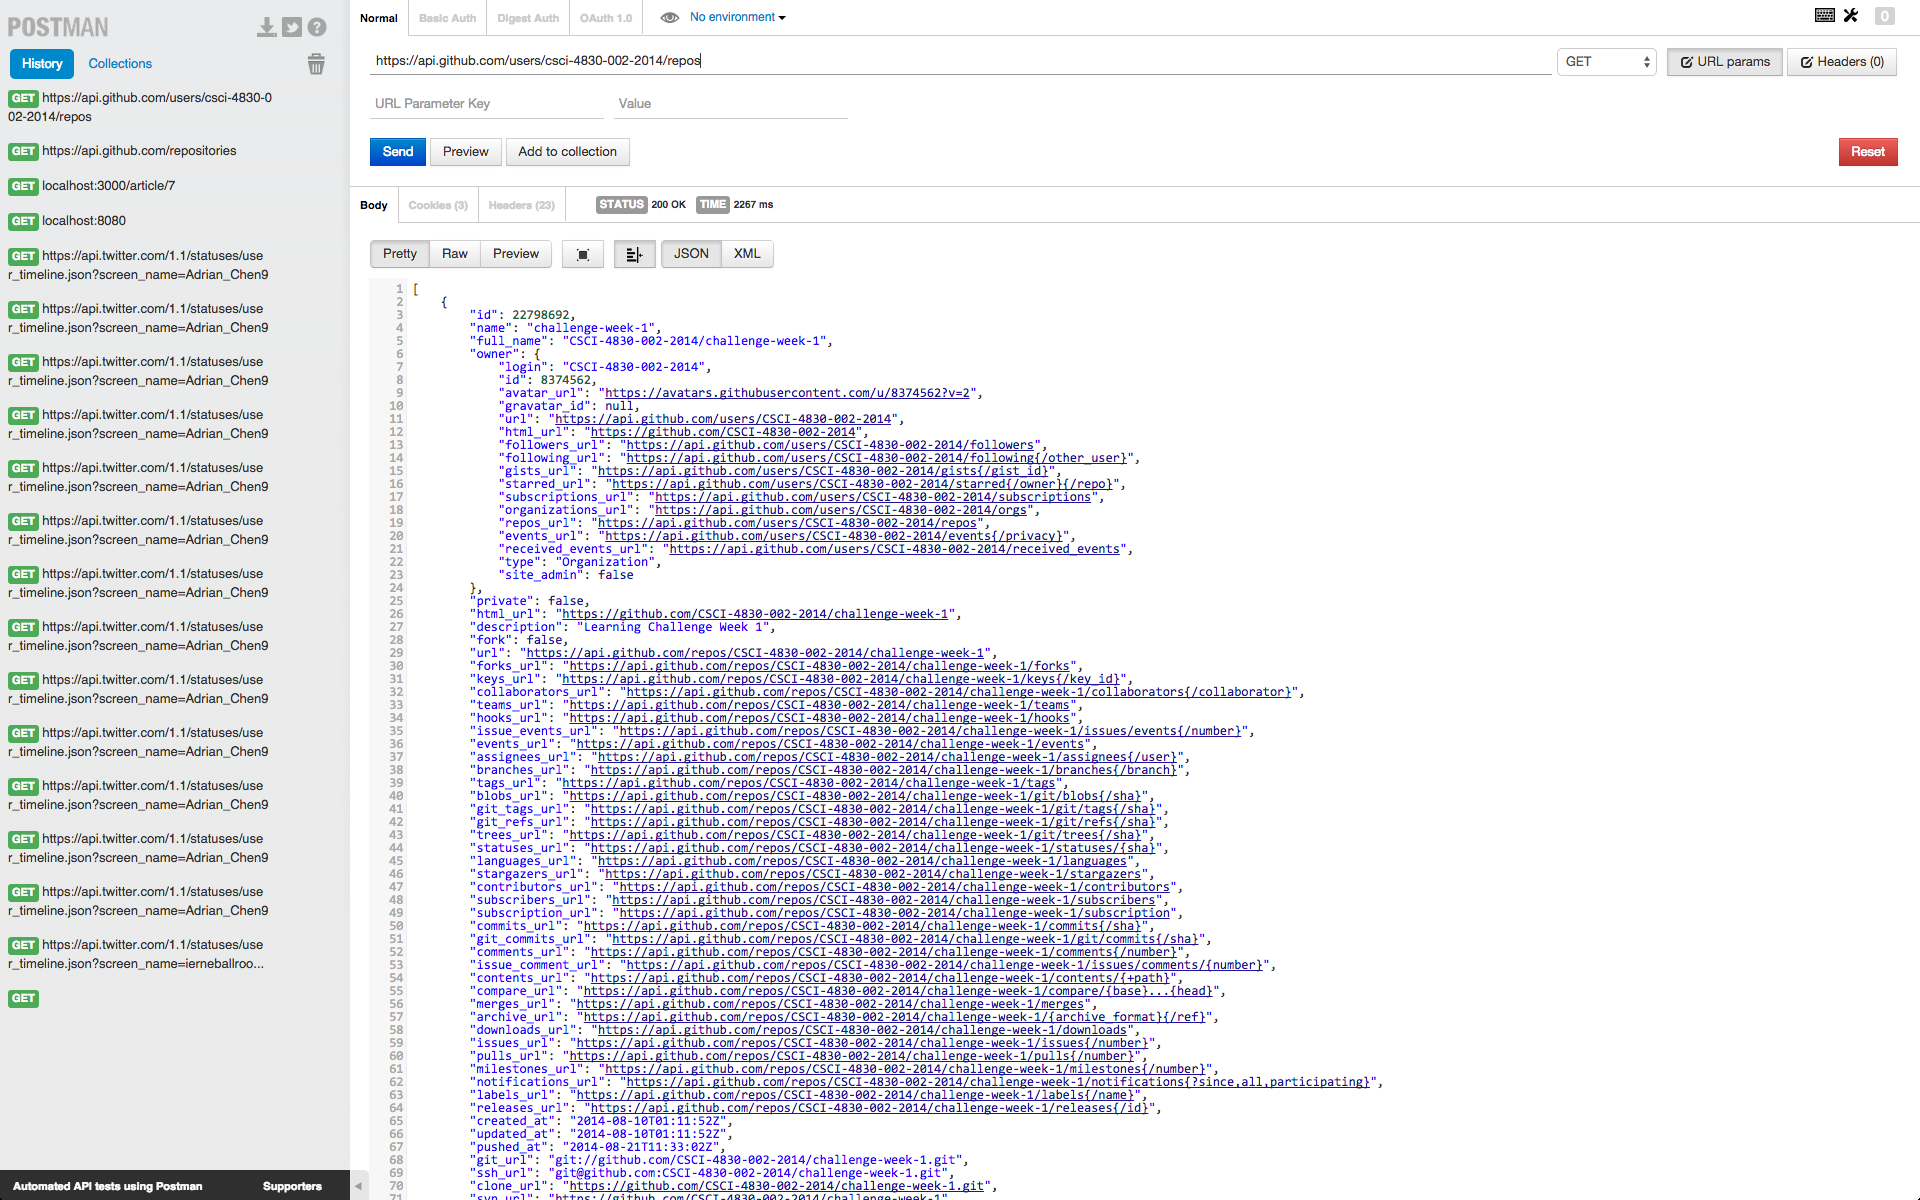 POSTMAN
History
Collections
GET https://api.github.com/users/csci-4830-0
02-2014/repos
GET https://api.github.com/repositories
GET localhost:3000/article/7
GET localhost:8080
GET https://api.twitter.com/1.1/statuses/use
r_timeline.json?screen_name=Adrian_Chen9
GET https://api.twitter.com/1.1/statuses/use
r_timeline.json?screen_name=Adrian_Chen9
GET https://api.twitter.com/1.1/statuses/use
r_timeline.json?screen_name=Adrian_Chen9
GET https://api.twitter.com/1.1/statuses/use
r_timeline.json?screen_name=Adrian_Chen9
GET https://api.twitter.com/1.1/statuses/use
r_timeline.json?screen_name=Adrian_Chen9
GET https://api.twitter.com/1.1/statuses/use
r_timeline.json?screen_name=Adrian_Chen9
GET https://api.twitter.com/1.1/statuses/use
r_timeline.json?screen_name=Adrian_Chen9
GET https://api.twitter.com/1.1/statuses/use
r_timeline.json?screen_name=Adrian_Chen9
GET https://api.twitter.com/1.1/statuses/use
r_timeline.json?screen_name=Adrian_Chen9
GET https://api.twitter.com/1.1/statuses/use
r_timeline.json?screen_name=Adrian_Chen9
GET https://api.twitter.com/1.1/statuses/use
r_timeline.json?screen_name=Adrian_Chen9
GET https://api.twitter.com/1.1/statuses/use
r_timeline.json?screen_name=Adrian_Chen9
GET https://api.twitter.com/1.1/statuses/use
r_timeline.json?screen_name=Adrian_Chen9
GET https://api.twitter.com/1.1/statuses/use
r_timeline.json?screen_name=ierneballroo...
GET
Automated API tests using Postman Supporters
Normal Basic Auth Digest Auth OAuth 1.0 No environment 0
https://api.github.com/users/csci-4830-002-2014/repos GET URL params Headers (0)
URL Parameter Key Value
Send Preview Add to collection Reset
Body Cookies (3) Headers (23) STATUS 200 OK TIME 2267 ms
Pretty Raw Preview JSON XML
1 [
2 {
3 "id": 22798692,
4 "name": "challenge-week-1",
5 "full_name": "CSCI-4830-002-2014/challenge-week-1",
6 "owner": {
7 "login": "CSCI-4830-002-2014",
8 "id": 8374562,
9 "avatar_url": "https://avatars.githubusercontent.com/u/8374562?v=2",
10 "gravatar_id": null,
11 "url": "https://api.github.com/users/CSCI-4830-002-2014",
12 "html_url": "https://github.com/CSCI-4830-002-2014",
13 "followers_url": "https://api.github.com/users/CSCI-4830-002-2014/followers",
14 "following_url": "https://api.github.com/users/CSCI-4830-002-2014/following{/other_user}",
15 "gists_url": "https://api.github.com/users/CSCI-4830-002-2014/gists{/gist_id}",
16 "starred_url": "https://api.github.com/users/CSCI-4830-002-2014/starred{/owner}{/repo}",
17 "subscriptions_url": "https://api.github.com/users/CSCI-4830-002-2014/subscriptions",
18 "organizations_url": "https://api.github.com/users/CSCI-4830-002-2014/orgs",
19 "repos_url": "https://api.github.com/users/CSCI-4830-002-2014/repos",
20 "events_url": "https://api.github.com/users/CSCI-4830-002-2014/events{/privacy}",
21 "received_events_url": "https://api.github.com/users/CSCI-4830-002-2014/received_events",
22 "type": "Organization",
23 "site_admin": false
24 },
25 "private": false,
26 "html_url": "https://github.com/CSCI-4830-002-2014/challenge-week-1",
27 "description": "Learning Challenge Week 1",
28 "fork": false,
29 "url": "https://api.github.com/repos/CSCI-4830-002-2014/challenge-week-1",
30 "forks_url": "https://api.github.com/repos/CSCI-4830-002-2014/challenge-week-1/forks",
31 "keys_url": "https://api.github.com/repos/CSCI-4830-002-2014/challenge-week-1/keys{/key_id}",
32 "collaborators_url": "https://api.github.com/repos/CSCI-4830-002-2014/challenge-week-1/collaborators{/collaborator}",
33 "teams_url": "https://api.github.com/repos/CSCI-4830-002-2014/challenge-week-1/teams",
34 "hooks_url": "https://api.github.com/repos/CSCI-4830-002-2014/challenge-week-1/hooks",
35 "issue_events_url": "https://api.github.com/repos/CSCI-4830-002-2014/challenge-week-1/issues/events{/number}",
36 "events_url": "https://api.github.com/repos/CSCI-4830-002-2014/challenge-week-1/events",
37 "assignees_url": "https://api.github.com/repos/CSCI-4830-002-2014/challenge-week-1/assignees{/user}",
38 "branches_url": "https://api.github.com/repos/CSCI-4830-002-2014/challenge-week-1/branches{/branch}",
39 "tags_url": "https://api.github.com/repos/CSCI-4830-002-2014/challenge-week-1/tags",
40 "blobs_url": "https://api.github.com/repos/CSCI-4830-002-2014/challenge-week-1/git/blobs{/sha}",
41 "git_tags_url": "https://api.github.com/repos/CSCI-4830-002-2014/challenge-week-1/git/tags{/sha}",
42 "git_refs_url": "https://api.github.com/repos/CSCI-4830-002-2014/challenge-week-1/git/refs{/sha}",
43 "trees_url": "https://api.github.com/repos/CSCI-4830-002-2014/challenge-week-1/git/trees{/sha}",
44 "statuses_url": "https://api.github.com/repos/CSCI-4830-002-2014/challenge-week-1/statuses/{sha}",
45 "languages_url": "https://api.github.com/repos/CSCI-4830-002-2014/challenge-week-1/languages",
46 "stargazers_url": "https://api.github.com/repos/CSCI-4830-002-2014/challenge-week-1/stargazers",
47 "contributors_url": "https://api.github.com/repos/CSCI-4830-002-2014/challenge-week-1/contributors",
48 "subscribers_url": "https://api.github.com/repos/CSCI-4830-002-2014/challenge-week-1/subscribers",
49 "subscription_url": "https://api.github.com/repos/CSCI-4830-002-2014/challenge-week-1/subscription",
50 "commits_url": "https://api.github.com/repos/CSCI-4830-002-2014/challenge-week-1/commits{/sha}",
51 "git_commits_url": "https://api.github.com/repos/CSCI-4830-002-2014/challenge-week-1/git/commits{/sha}",
52 "comments_url": "https://api.github.com/repos/CSCI-4830-002-2014/challenge-week-1/comments{/number}",
53 "issue_comment_url": "https://api.github.com/repos/CSCI-4830-002-2014/challenge-week-1/issues/comments/{number}",
54 "contents_url": "https://api.github.com/repos/CSCI-4830-002-2014/challenge-week-1/contents/{+path}",
55 "compare_url": "https://api.github.com/repos/CSCI-4830-002-2014/challenge-week-1/compare/{base}...{head}",
56 "merges_url": "https://api.github.com/repos/CSCI-4830-002-2014/challenge-week-1/merges",
57 "archive_url": "https://api.github.com/repos/CSCI-4830-002-2014/challenge-week-1/{archive_format}{/ref}",
58 "downloads_url": "https://api.github.com/repos/CSCI-4830-002-2014/challenge-week-1/downloads",
59 "issues_url": "https://api.github.com/repos/CSCI-4830-002-2014/challenge-week-1/issues{/number}",
60 "pulls_url": "https://api.github.com/repos/CSCI-4830-002-2014/challenge-week-1/pulls{/number}",
61 "milestones_url": "https://api.github.com/repos/CSCI-4830-002-2014/challenge-week-1/milestones{/number}",
62 "notifications_url": "https://api.github.com/repos/CSCI-4830-002-2014/challenge-week-1/notifications{?since,all,participating}",
63 "labels_url": "https://api.github.com/repos/CSCI-4830-002-2014/challenge-week-1/labels{/name}",
64 "releases_url": "https://api.github.com/repos/CSCI-4830-002-2014/challenge-week-1/releases{/id}",
65 "created_at": "2014-08-10T01:11:52Z",
66 "updated_at": "2014-08-10T01:11:52Z",
67 "pushed_at": "2014-08-21T11:33:02Z",
68 "git_url": "git://github.com/CSCI-4830-002-2014/challenge-week-1.git",
69 "ssh_url": "git@github.com:CSCI-4830-002-2014/challenge-week-1.git",
70 "clone_url": "https://github.com/CSCI-4830-002-2014/challenge-week-1.git",
71 "svn_url": "https://github.com/CSCI-4830-002-2014/challenge-week-1"